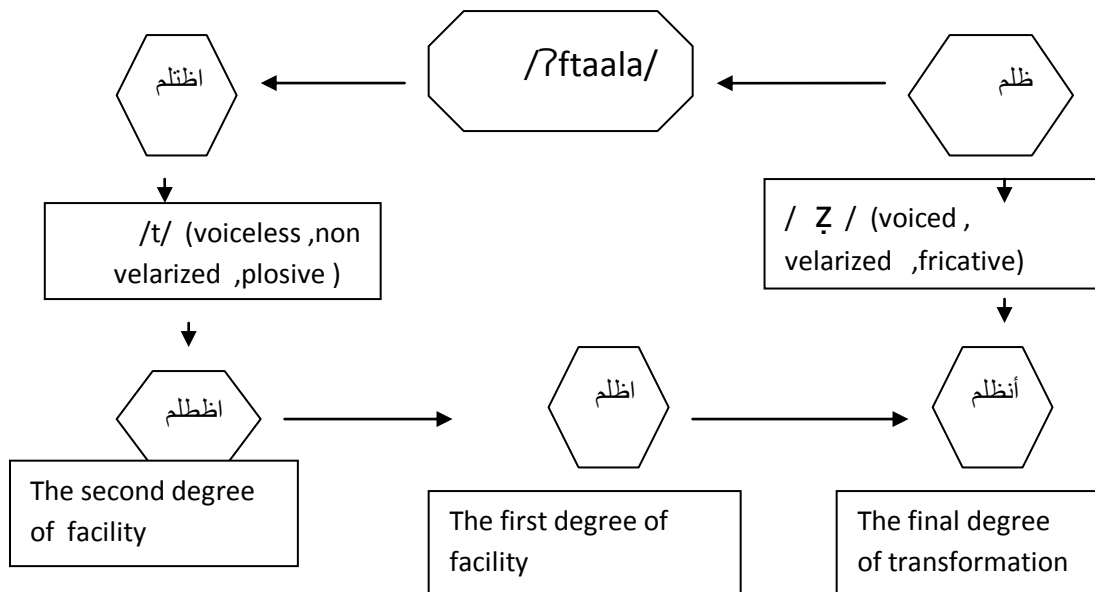 /ʔftaala/
ظلم
اظتلم
/t/ (voiceless ,non
velarized ,plosive )
/ Ẓ / (voiced ,
velarized ,fricative)
اظطلم
اظلم
أنظلم
The second degree
of facility
The first degree of
facility
The final degree
of transformation